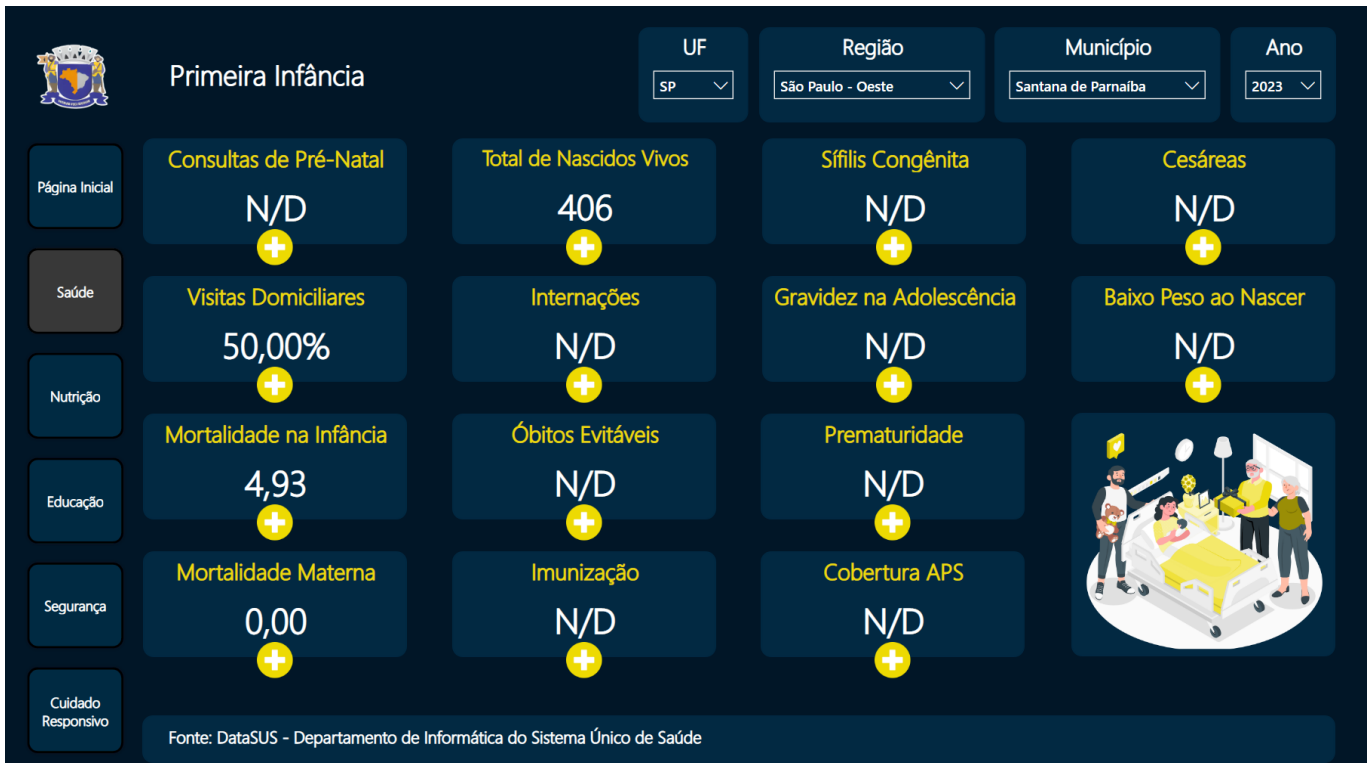 Primeira Infância
UF
SP
Região
São Paulo - Oeste
Município
Santana de Parnaíba
Ano
2023
Página Inicial
Saúde
Nutrição
Educação
Segurança
Cuidado
Responsivo
Consultas de Pré-Natal
N/D
Total de Nascidos Vivos
406
Sífilis Congênita
N/D
Cesáreas
N/D
Visitas Domiciliares
50,00%
Internações
N/D
Gravidez na Adolescência
N/D
Baixo Peso ao Nascer
N/D
Mortalidade na Infância
4,93
Óbitos Evitáveis
N/D
Prematuridade
N/D
Mortalidade Materna
0,00
Imunização
N/D
Cobertura APS
N/D
Fonte: DataSUS - Departamento de Informática do Sistema Único de Saúde